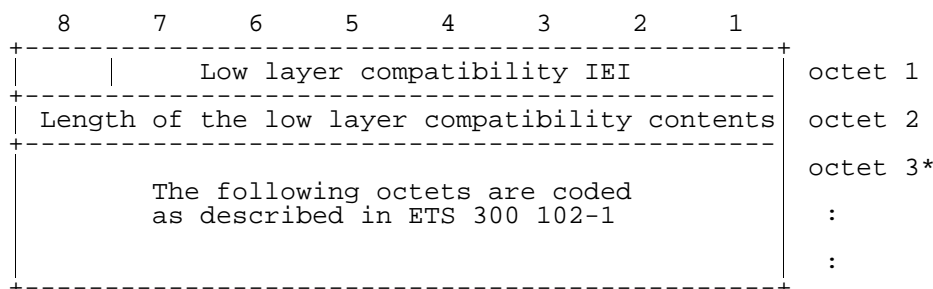 8 7 6 5 4 3 2 1
Low layer compatibility IEI octet 1
Length of the low layer compatibility contents octet 2
octet 3*
The following octets are coded
as described in ETS 300 102-1
:
: